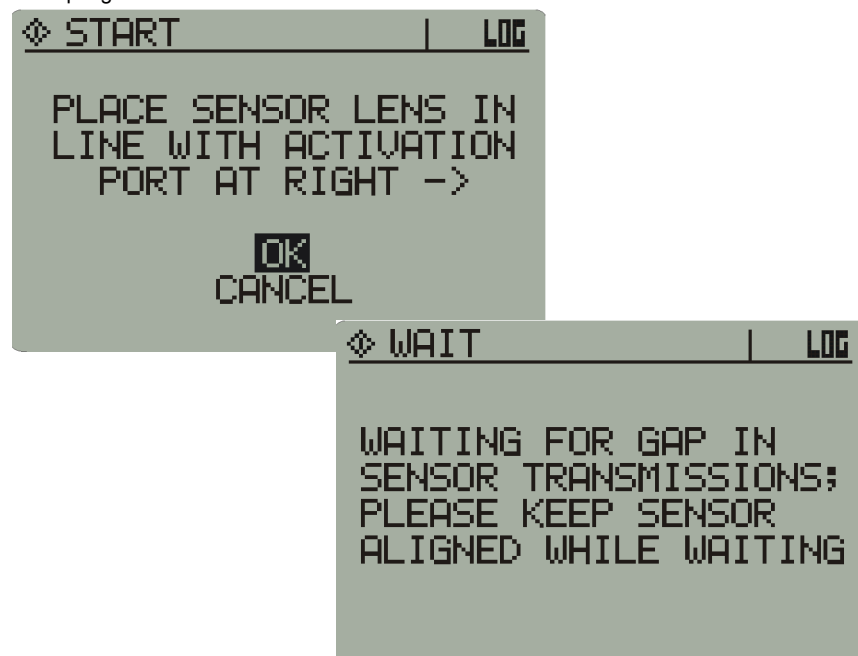 START | LOG
PLACE SENSOR LENS IN
LINE WITH ACTIVATION
PORT AT RIGHT ->
OK
CANCEL
WAIT | LOG
WAITING FOR GAP IN
SENSOR TRANSMISSIONS;
PLEASE KEEP SENSOR
ALIGNED WHILE WAITING